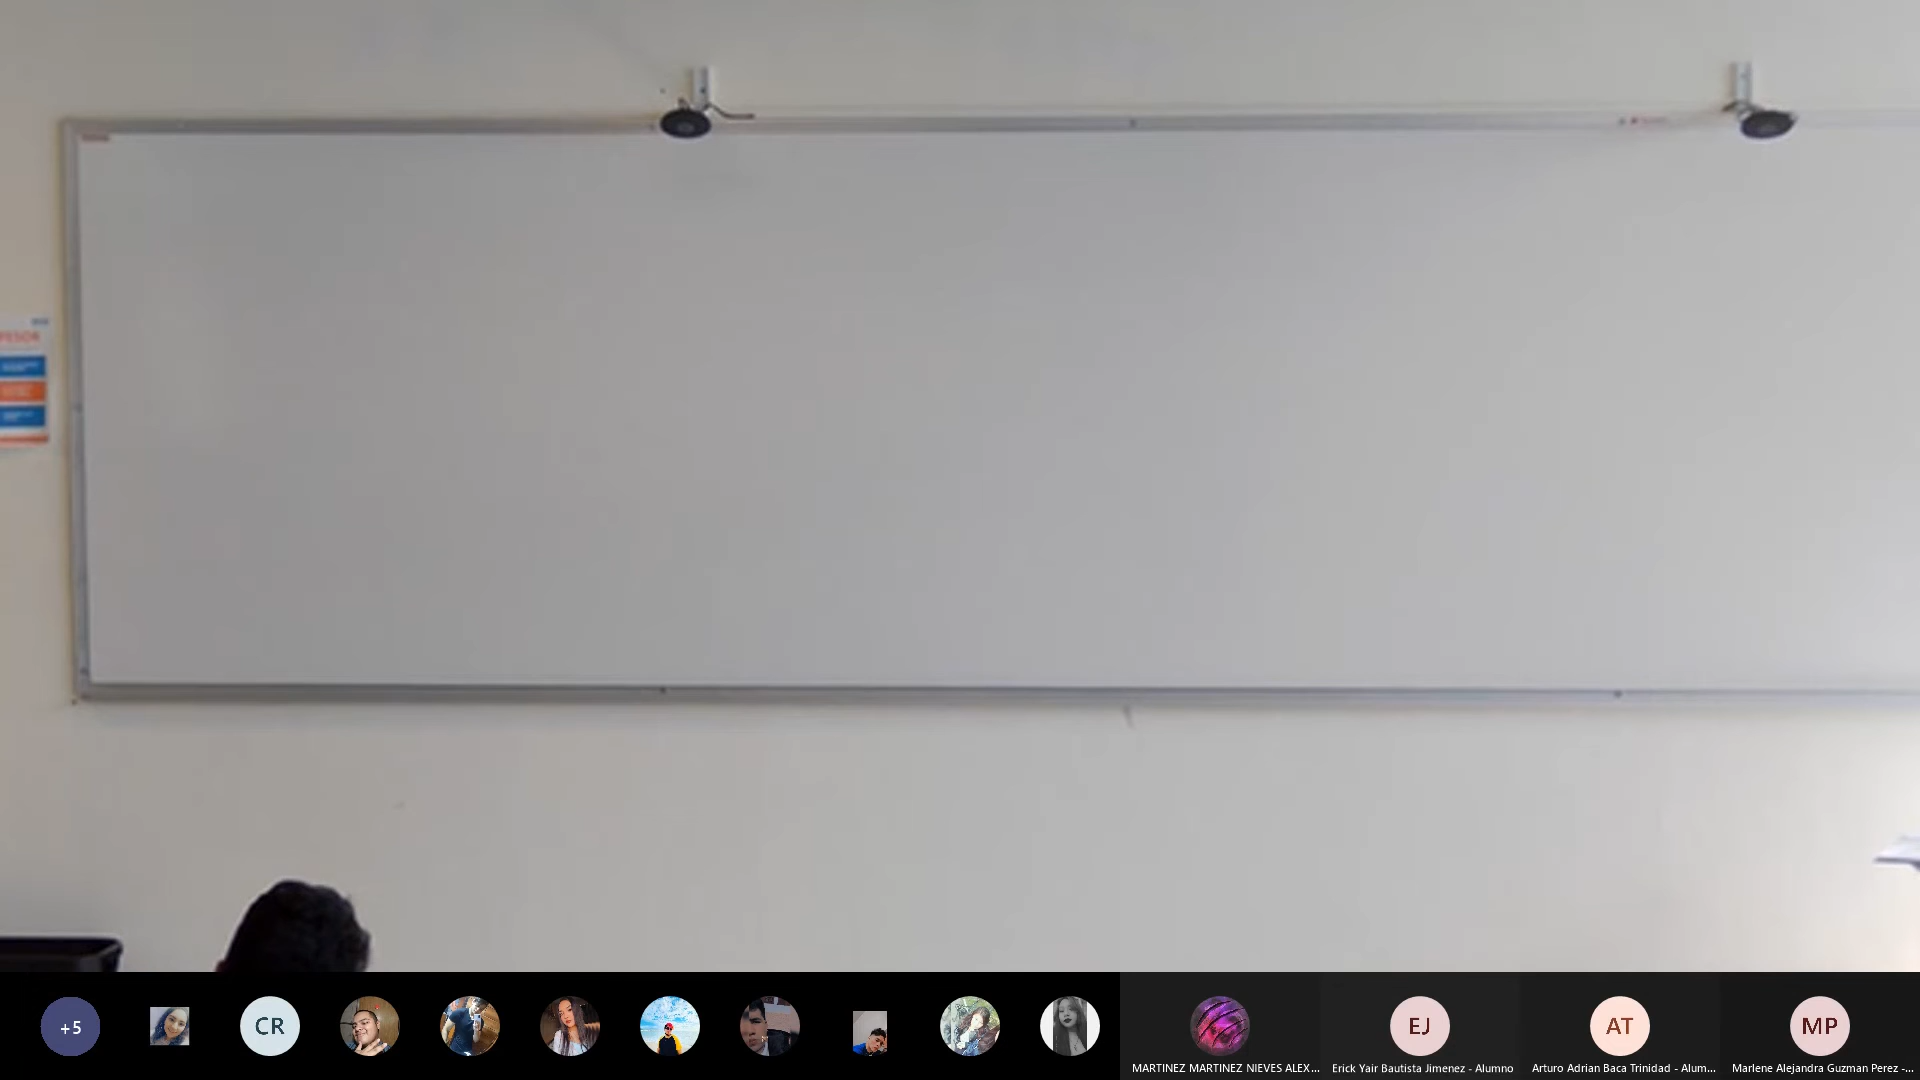 +5
CR
EJ
AT
MP
MARTINEZ MARTINEZ NIEVES ALEX...
Erick Yair Bautista Jimenez - Alumno
Arturo Adrian Baca Trinidad - Alum...
Marlene Alejandra Guzman Perez -...